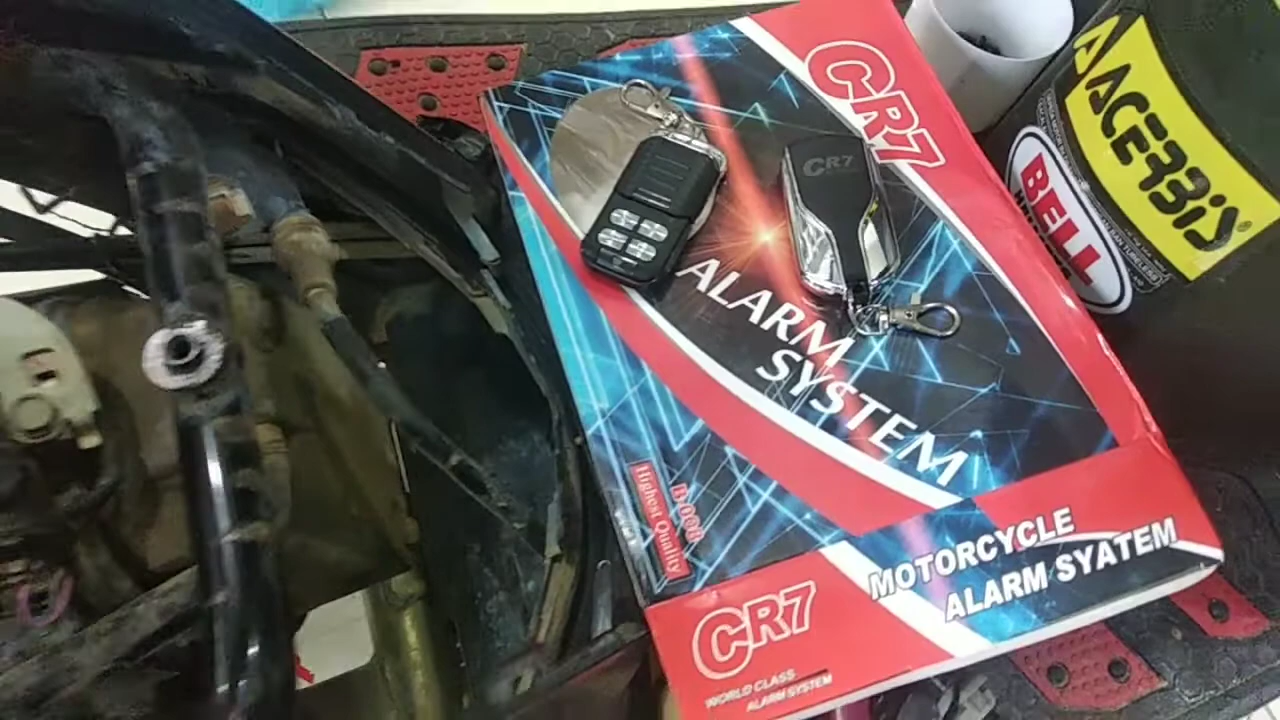 CR7
CR7
ALARM
SYSTEM
Highest Quality
MOTORCYCLE
ALARM SYATEM
CR7
WORLD CLASS
ALARM SYSTEM
ACERBIS
BELL